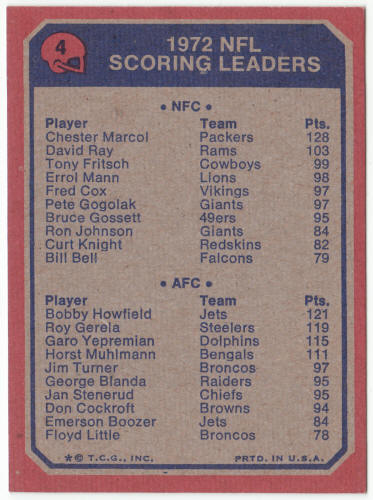 4
1972 NFL
SCORING LEADERS
• NFC •
Player Team Pts.
Chester Marcol Packers 128
David Ray Rams 103
Tony Fritsch Cowboys 99
Errol Mann Lions 98
Fred Cox Vikings 97
Pete Gogolak Giants 97
Bruce Gossett 49ers 95
Ron Johnson Giants 84
Curt Knight Redskins 82
Bill Bell Falcons 79
• AFC •
Player Team Pts.
Bobby Howfield Jets 121
Roy Gerela Steelers 119
Garo Yepremian Dolphins 115
Horst Muhlmann Bengals 111
Jim Turner Broncos 97
George Blanda Raiders 95
Jan Stenerud Chiefs 95
Don Cockroft Browns 94
Emerson Boozer Jets 84
Floyd Little Broncos 78
*© T.C.G., INC. PRTD. IN U.S.A.